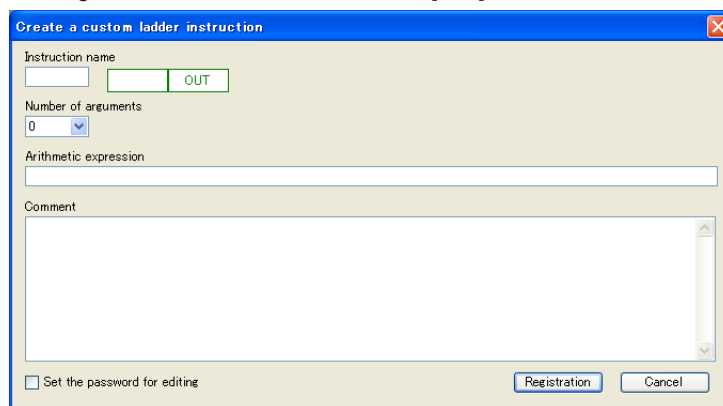 Create a custom ladder instruction
Instruction name
OUT
Number of arguments
0
Arithmetic expression
Comment
Set the password for editing
Registration Cancel